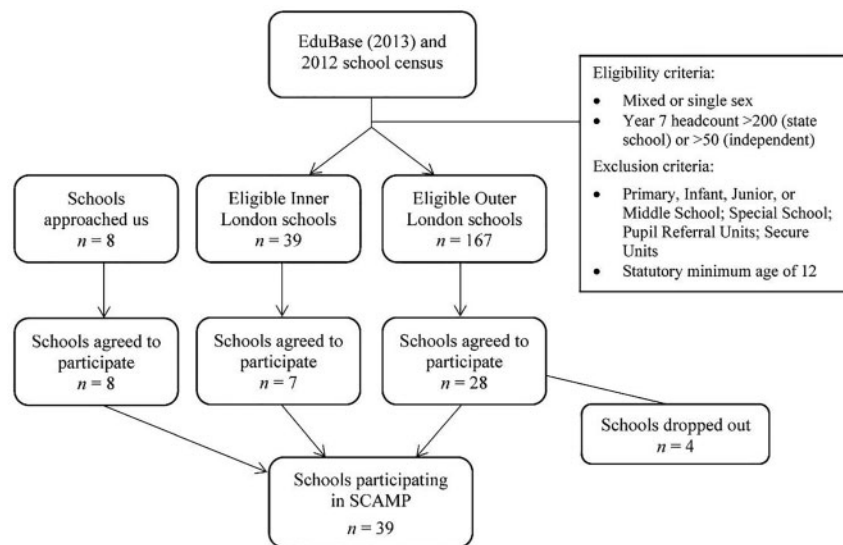 EduBase (2013) and
2012 school census
Eligibility criteria:
• Mixed or single sex
• Year 7 headcount >200 (state
school) or >50 (independent)
Exclusion criteria:
• Primary, Infant, Junior, or
Middle School; Special School;
Pupil Referral Units; Secure
Units
• Statutory minimum age of 12
Schools
approached us
n = 8
Eligible Inner
London schools
n = 39
Eligible Outer
London schools
n = 167
Schools agreed to
participate
n = 8
Schools agreed to
participate
n = 7
Schools agreed to
participate
n = 28
Schools dropped out
n = 4
Schools participating
in SCAMP
n = 39